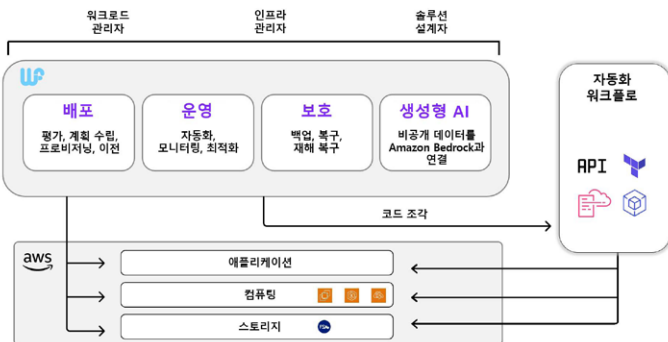 워크로드
관리자
인프라
관리자
솔루션
설계자
배포
평가, 계획 수립,
프로비저닝, 이전
운영
자동화,
모니터링, 최적화
보호
백업, 복구,
재해 복구
생성형 AI
비공개 데이터를
Amazon Bedrock과
연결
자동화
워크플로
API
코드 조각
aws
애플리케이션
컴퓨팅
스토리지